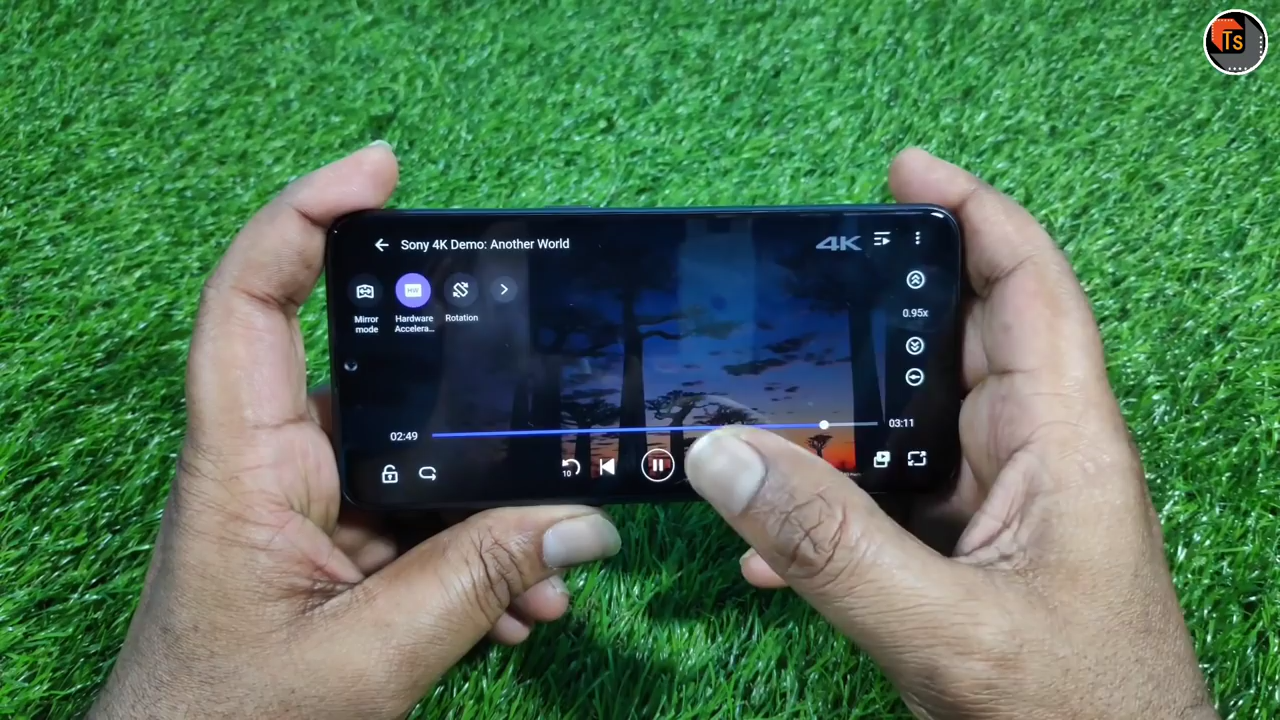 Ts
Sony 4K Demo: Another World
4K
HW
Mirror
mode
Hardware
Accelera...
Rotation
0.95x
02:49
03:11
10